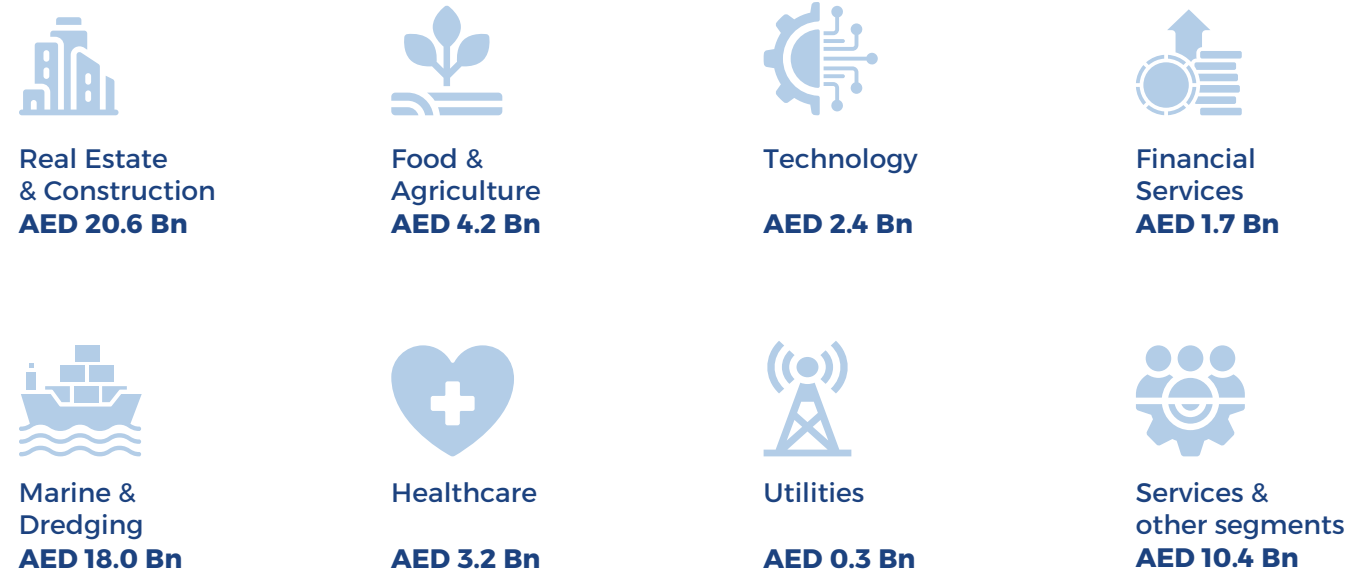 Real Estate
& Construction
AED 20.6 Bn
Food &
Agriculture
AED 4.2 Bn
Technology
AED 2.4 Bn
Financial
Services
AED 1.7 Bn
Marine &
Dredging
AED 18.0 Bn
Healthcare
AED 3.2 Bn
Utilities
AED 0.3 Bn
Services &
other segments
AED 10.4 Bn